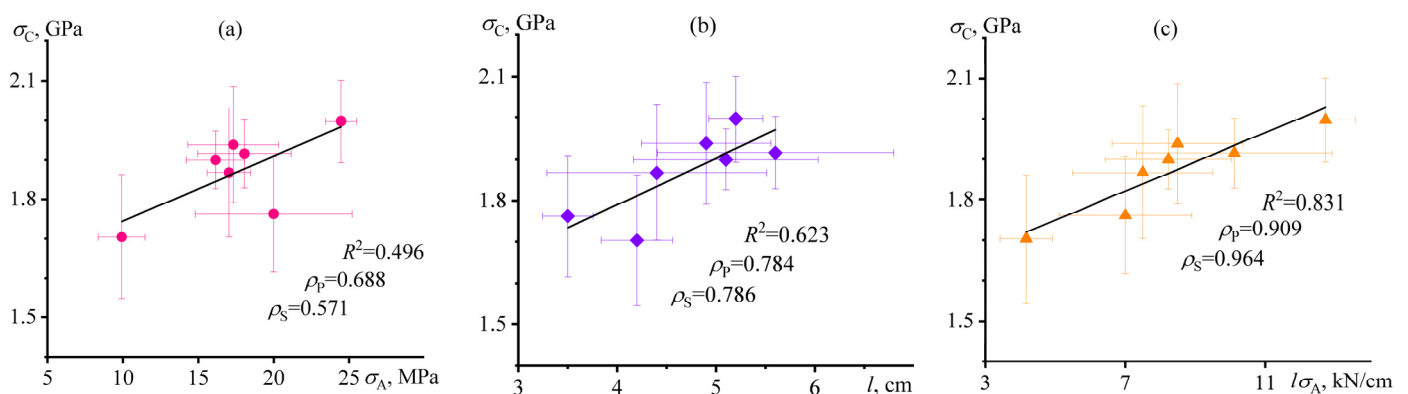 σC, GPa
(a)
2.1
1.8
1.5
R²=0.496
ρP=0.688
ρS=0.571
5 10 15 20 25 σA, MPa
σC, GPa
(b)
2.1
1.8
1.5
R²=0.623
ρP=0.784
ρS=0.786
3 4 5 6 l, cm
σC, GPa
(c)
2.1
1.8
1.5
R²=0.831
ρP=0.909
ρS=0.964
3 7 11 lσA, kN/cm